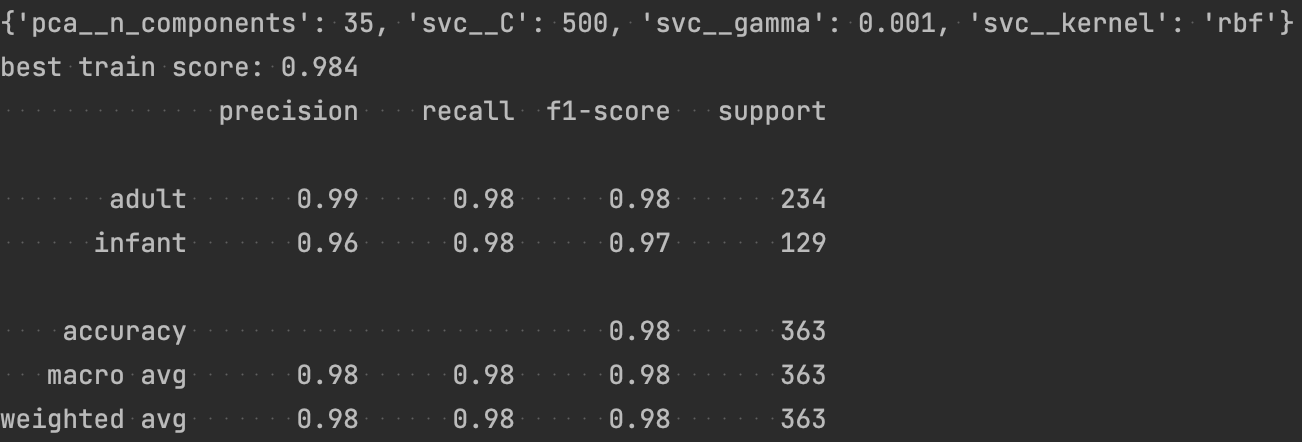 {'pca__n_components': 35, 'svc__C': 500, 'svc__gamma': 0.001, 'svc__kernel': 'rbf'}
best train score: 0.984
              precision    recall  f1-score   support

       adult       0.99      0.98      0.98       234
      infant       0.96      0.98      0.97       129

    accuracy                           0.98       363
   macro avg       0.98      0.98      0.98       363
weighted avg       0.98      0.98      0.98       363